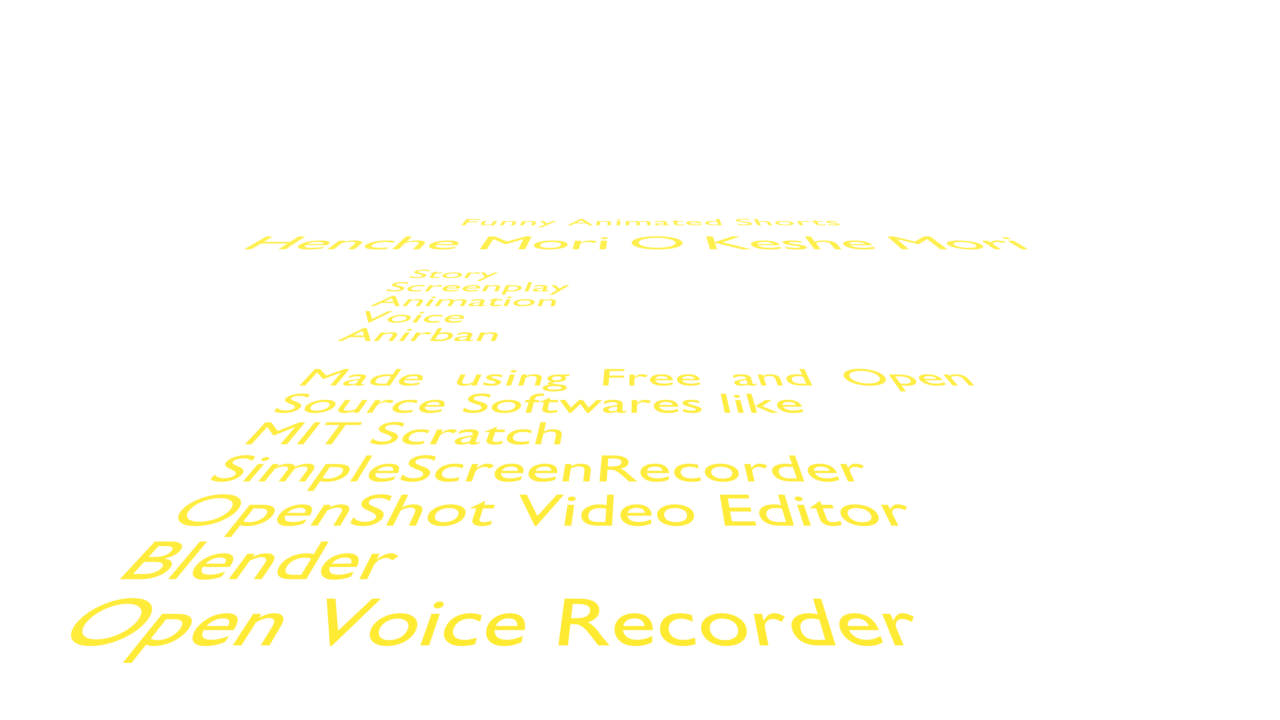 Funny Animated Shorts
Henche Mori O Keshe Mori
Story
Screenplay
Animation
Voice
Anirban
Made using Free and Open
Source Softwares like
MIT Scratch
SimpleScreenRecorder
OpenShot Video Editor
Blender
Open Voice Recorder